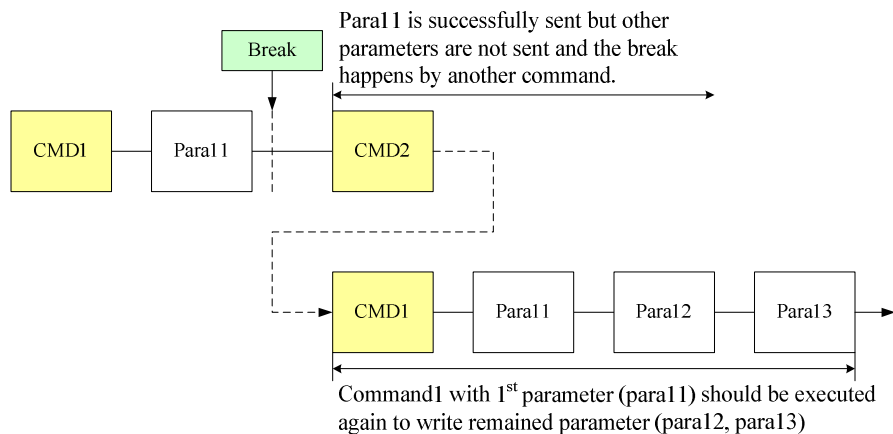 Para11 is successfully sent but other
parameters are not sent and the break
happens by another command.
Break
CMD1
Para11
CMD2
CMD1
Para11
Para12
Para13
Command1 with 1st parameter (para11) should be executed
again to write remained parameter (para12, para13)